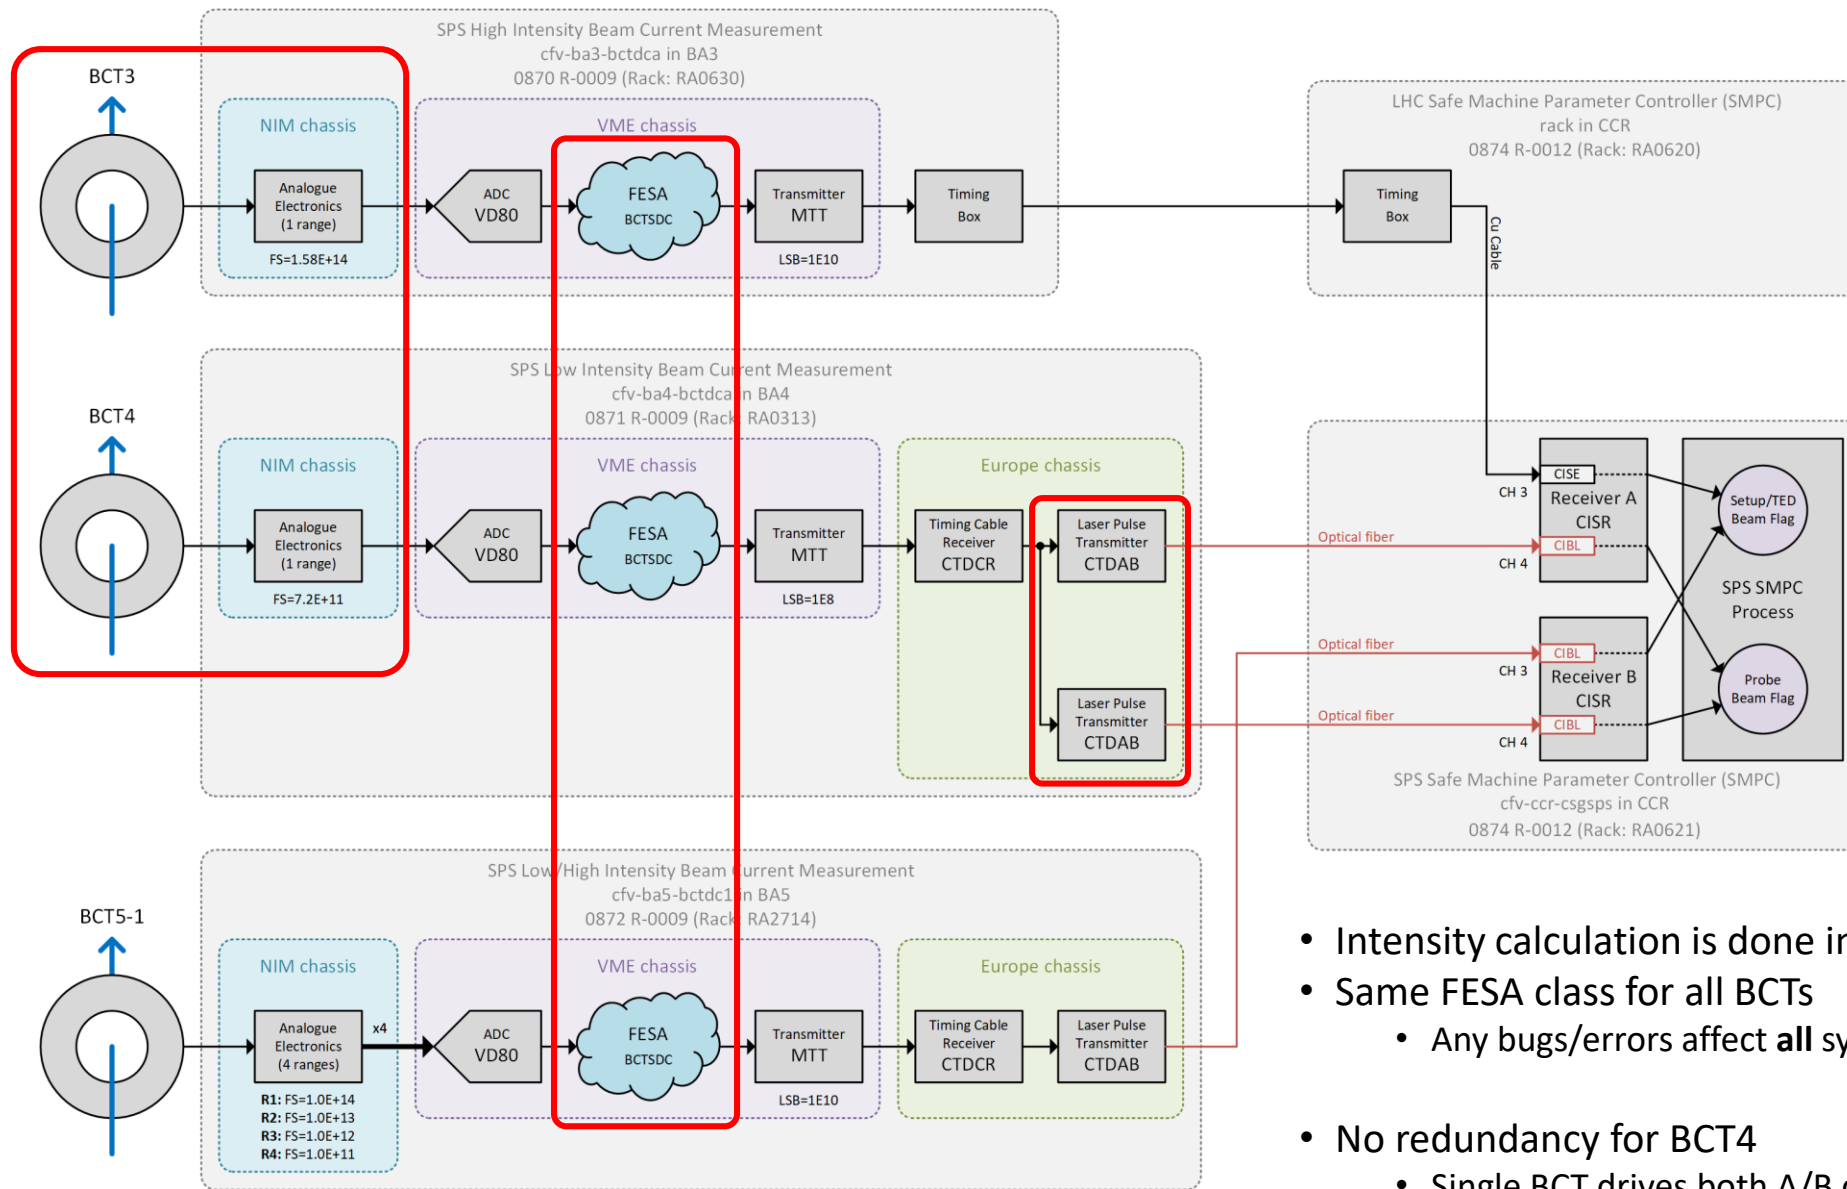 SPS High Intensity Beam Current Measurement
cfv-ba3-bctdca in BA3
0870 R-0009 (Rack: RA0630)
BCT3
NIM chassis
VME chassis
Analogue
Electronics
(1 range)
FS=1.58E+14
ADC
VD80
FESA
BCTSDC
Transmitter
MTT
LSB=1E10
Timing
Box
LHC Safe Machine Parameter Controller (SMPC)
rack in CCR
0874 R-0012 (Rack: RA0620)
Timing
Box
Cu Cable
SPS Low Intensity Beam Current Measurement
cfv-ba4-bctdca in BA4
0871 R-0009 (Rack: RA0313)
BCT4
NIM chassis
VME chassis
Europe chassis
Analogue
Electronics
(1 range)
FS=7.2E+11
ADC
VD80
FESA
BCTSDC
Transmitter
MTT
LSB=1E8
Timing Cable
Receiver
CTDCR
Laser Pulse
Transmitter
CTDAB
Laser Pulse
Transmitter
CTDAB
Optical fiber
Optical fiber
Optical fiber
CH 3
CISE
Receiver A
CISR
CIBL
CH 4
CIBL
CH 3
Receiver B
CISR
CIBL
CH 4
Setup/TED
Beam Flag
SPS SMPC
Process
Probe
Beam Flag
SPS Safe Machine Parameter Controller (SMPC)
cfv-ccr-csgsps in CCR
0874 R-0012 (Rack: RA0621)
SPS Low/High Intensity Beam Current Measurement
cfv-ba5-bctdc1 in BA5
0872 R-0009 (Rack: RA2714)
BCT5-1
NIM chassis
VME chassis
Europe chassis
Analogue
Electronics
(4 ranges)
x4
R1: FS=1.0E+14
R2: FS=1.0E+13
R3: FS=1.0E+12
R4: FS=1.0E+11
ADC
VD80
FESA
BCTSDC
Transmitter
MTT
LSB=1E10
Timing Cable
Receiver
CTDCR
Laser Pulse
Transmitter
CTDAB
• Intensity calculation is done in
• Same FESA class for all BCTs
• Any bugs/errors affect all sy
• No redundancy for BCT4
• Single BCT drives both A/B